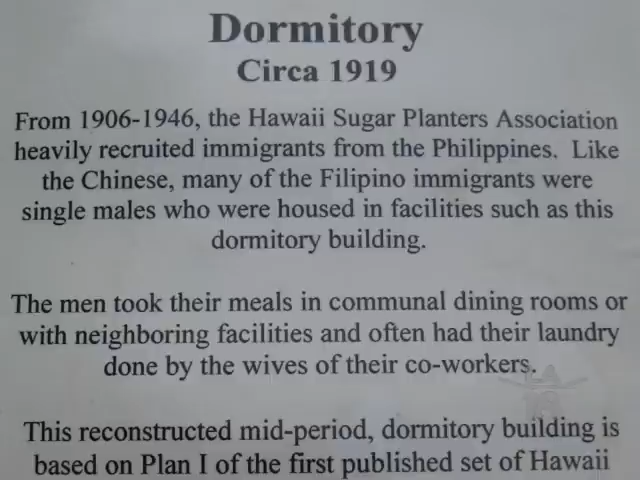 Dormitory
Circa 1919
From 1906-1946, the Hawaii Sugar Planters Association
heavily recruited immigrants from the Philippines. Like
the Chinese, many of the Filipino immigrants were
single males who were housed in facilities such as this
dormitory building.
The men took their meals in communal dining rooms or
with neighboring facilities and often had their laundry
done by the wives of their co-workers.
This reconstructed mid-period, dormitory building is
based on Plan I of the first published set of Hawaii